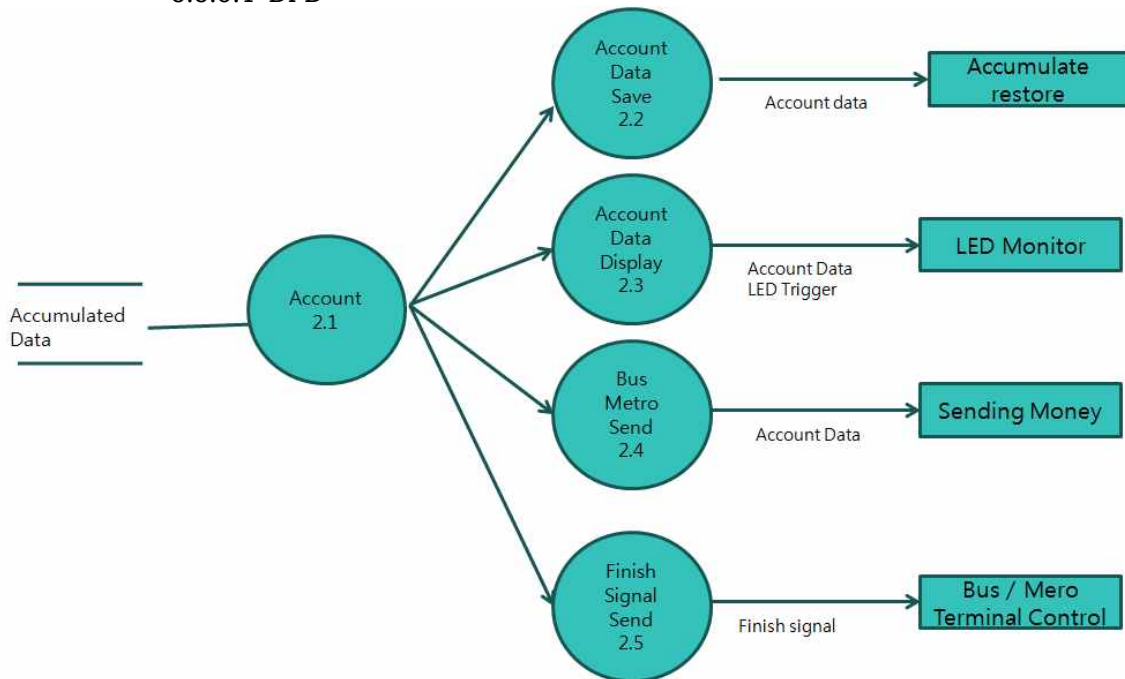 Account
Data
Save
2.2
Account data
Accumulate
restore
Account
Data
Display
2.3
Account Data
LED Trigger
LED Monitor
Accumulated
Data
Account
2.1
Bus
Metro
Send
2.4
Account Data
Sending Money
Finish
Signal
Send
2.5
Finish signal
Bus / Mero
Terminal Control